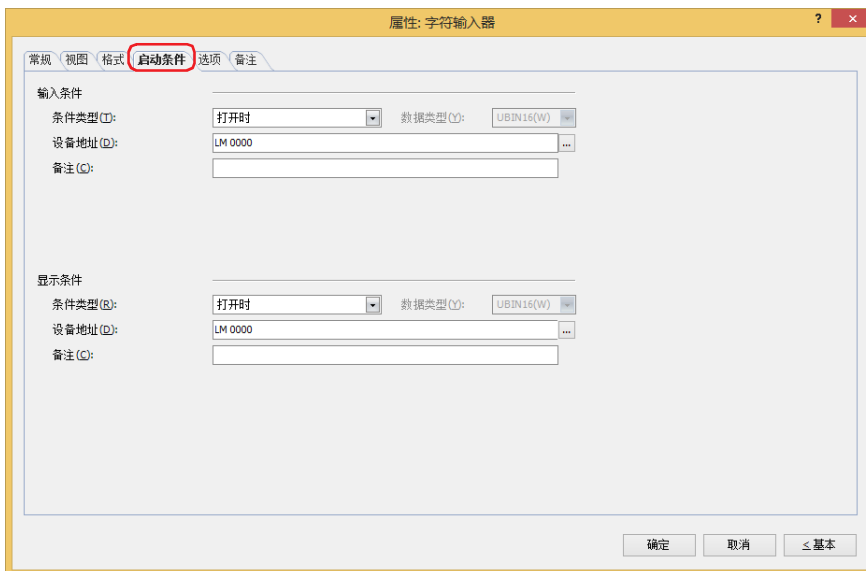 属性: 字符输入器
? ×
常规 视图 格式 启动条件 选项 备注
输入条件
条件类型(T): 打开时 数据类型(Y): UBIN16(W)
设备地址(D): LM 0000 ...
备注(C):
显示条件
条件类型(R): 打开时 数据类型(Y): UBIN16(W)
设备地址(D): LM 0000 ...
备注(C):
确定 取消 ≤基本